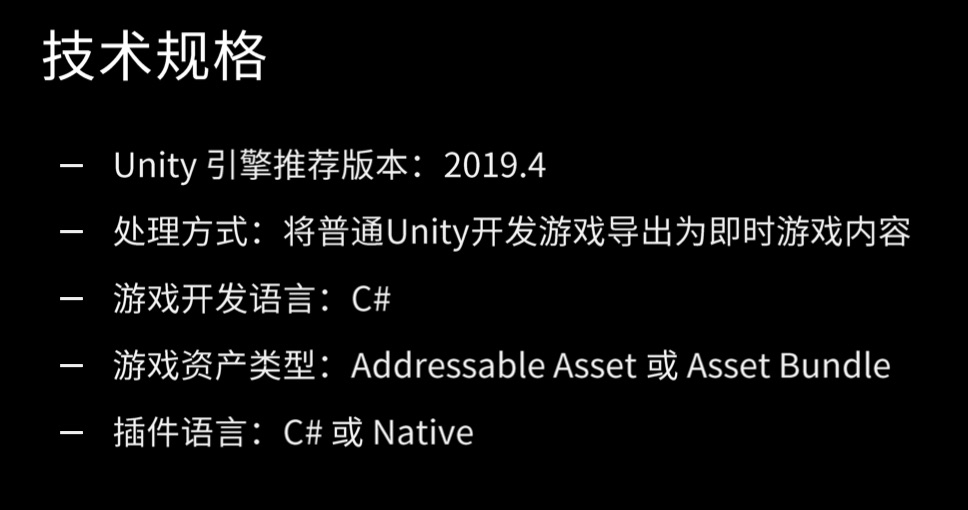 技术规格
— Unity 引擎推荐版本：2019.4
— 处理方式：将普通Unity开发游戏导出为即时游戏内容
— 游戏开发语言：C#
— 游戏资产类型：Addressable Asset 或 Asset Bundle
— 插件语言：C# 或 Native